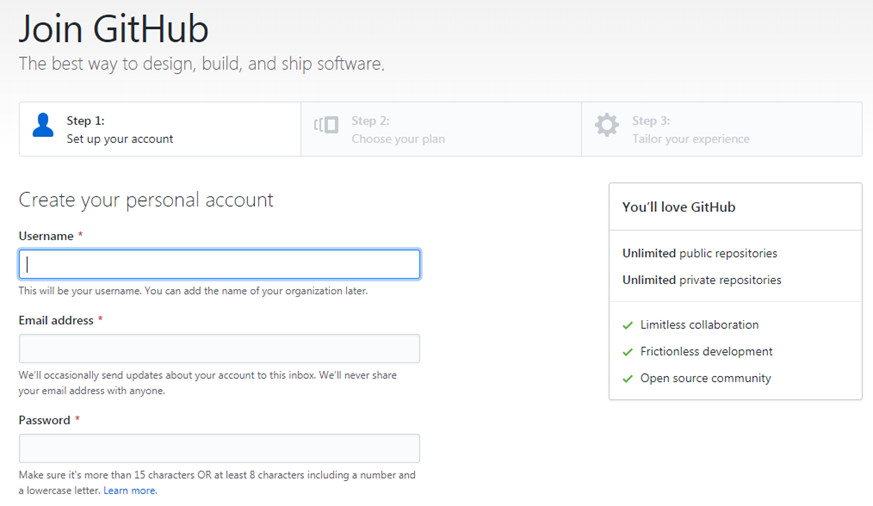 Join GitHub
The best way to design, build, and ship software.
Step 1:
Set up your account
Step 2:
Choose your plan
Step 3:
Tailor your experience
Create your personal account
Username *
This will be your username. You can add the name of your organization later.
Email address *
We'll occasionally send updates about your account to this inbox. We'll never share
your email address with anyone.
Password *
Make sure it's more than 15 characters OR at least 8 characters including a number and
a lowercase letter. Learn more.
You'll love GitHub
Unlimited public repositories
Unlimited private repositories
Limitless collaboration
Frictionless development
Open source community